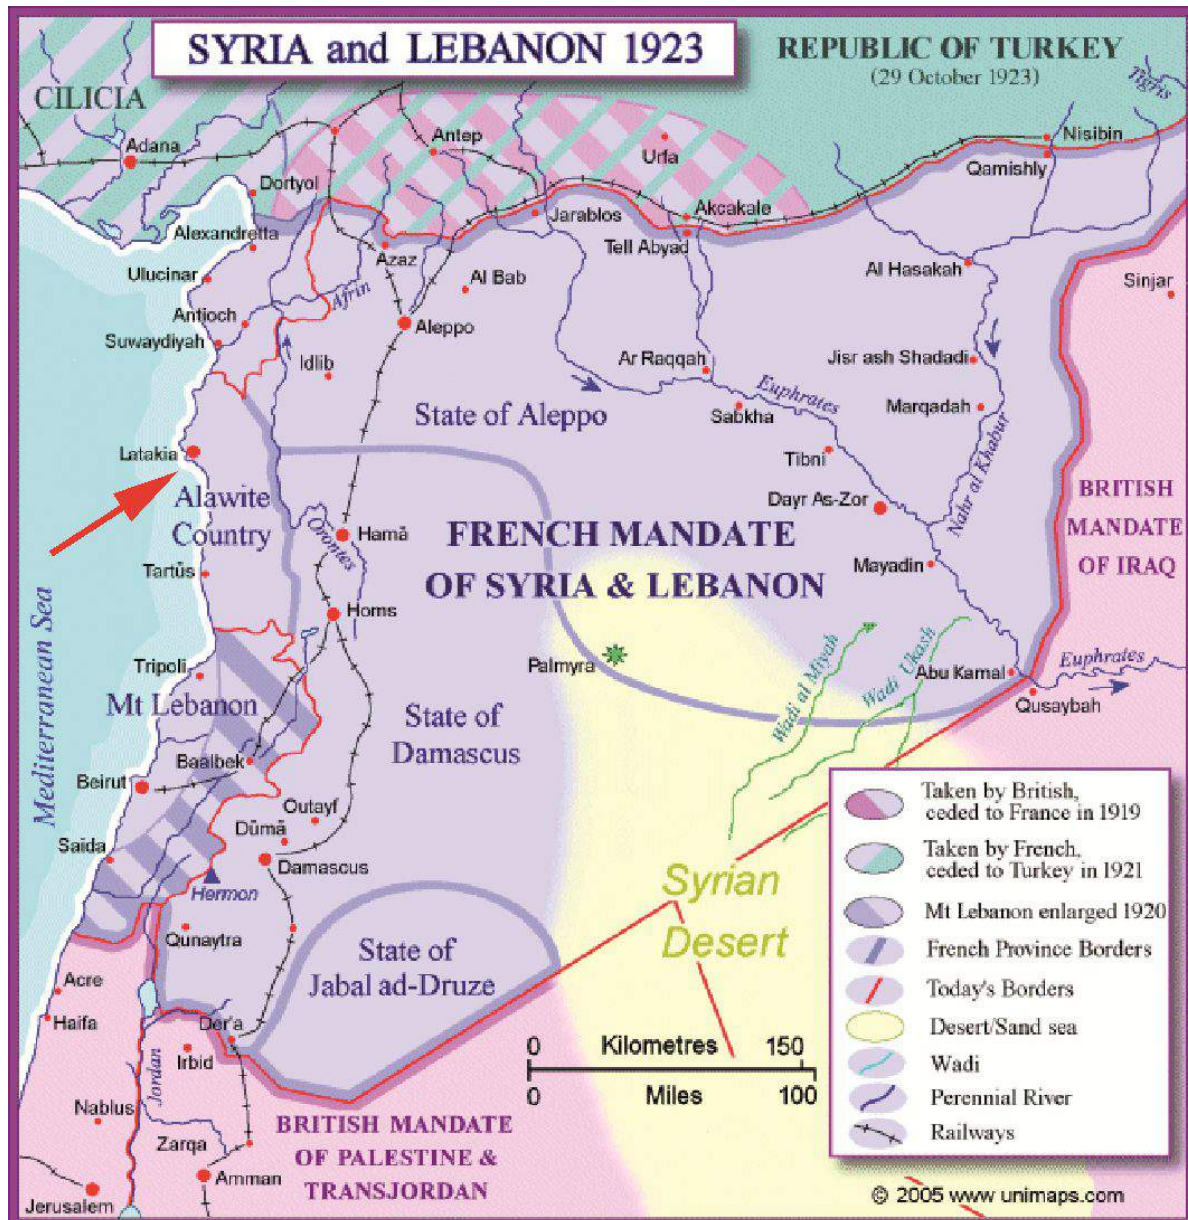 SYRIA and LEBANON 1923
REPUBLIC OF TURKEY
(29 October 1923)
Tigris
CILICIA
Adana
Antep
Urfa
Nisibin
Qamishly
Dortyol
Jarablos
Akcakale
Alexandretta
Azaz
Tell Abyad
Al Hasakah
Ulucinar
Afrin
Al Bab
Sinjar
Antioch
Aleppo
Suwaydiyah
Idlib
Ar Raqqah
Jisr ash Shadadi
Euphrates
Marqadah
State of Aleppo
Sabkha
Latakia
Tibni
Nahr al Khabur
Alawite
Country
Dayr As-Zor
BRITISH
MANDATE
OF IRAQ
Orontes
Hamā
FRENCH MANDATE
OF SYRIA & LEBANON
Tartūs
Mayadin
Homs
Mediterranean Sea
Tripoli
Palmyra
Wadi al Miyah
Wadi Ukash
Abu Kamal
Euphrates
Qusaybah
Mt Lebanon
State of
Damascus
Baalbek
Beirut
Outayf
Dūmā
Saïda
Damascus
Hermon
Syrian
Desert
Qunaytra
State of
Jabal ad-Druze
Acre
Haifa
Der'a
Irbid
Jordan
Nablus
Zarqa
Amman
Jerusalem
BRITISH MANDATE
OF PALESTINE &
TRANSJORDAN
0 Kilometres 150
0 Miles 100
Taken by British,
ceded to France in 1919
Taken by French,
ceded to Turkey in 1921
Mt Lebanon enlarged 1920
French Province Borders
Today's Borders
Desert/Sand sea
Wadi
Perennial River
Railways
© 2005 www unimaps.com